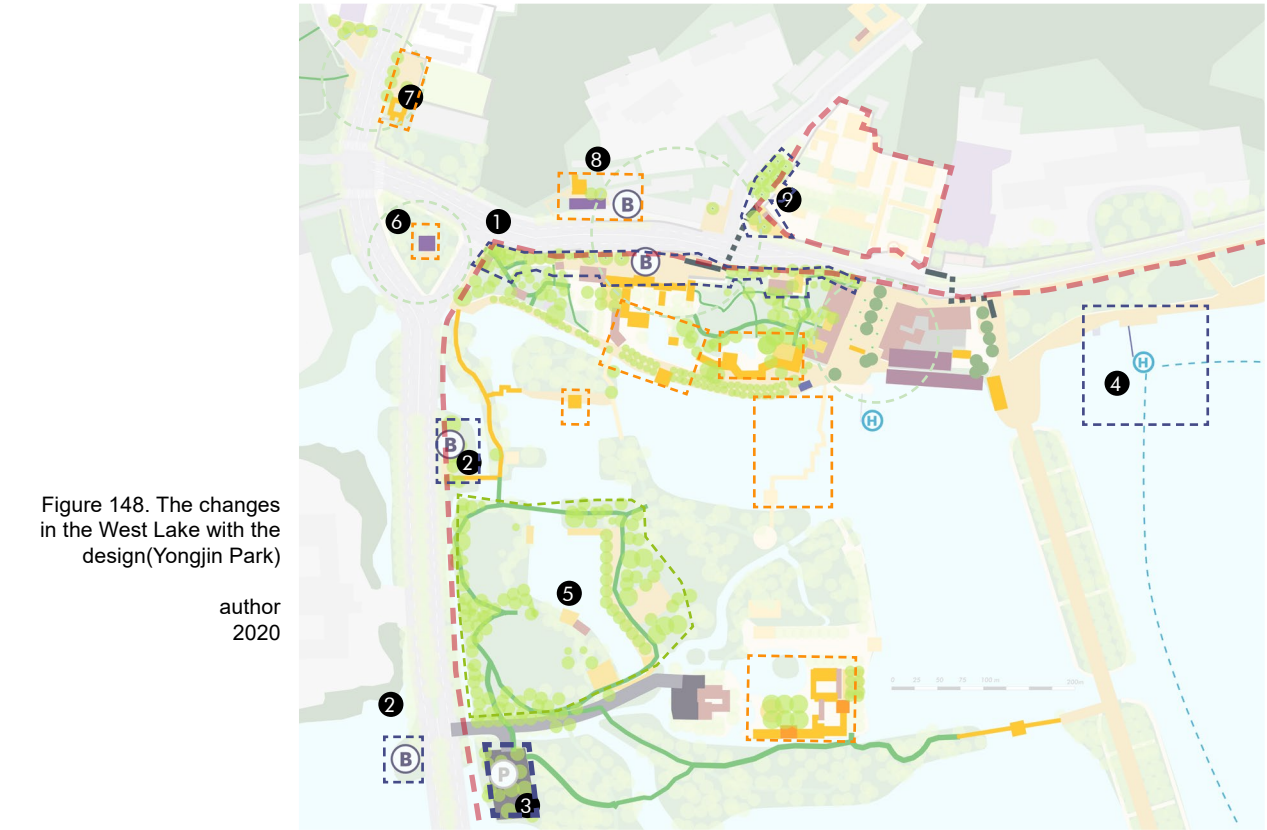 7
8
B
9
6
1
B
H
4
H
B
2
Figure 148. The changes
in the West Lake with the
design(Yongjin Park)
author
2020
5
0 25 50 75 100 m 300m
2
B
P
3